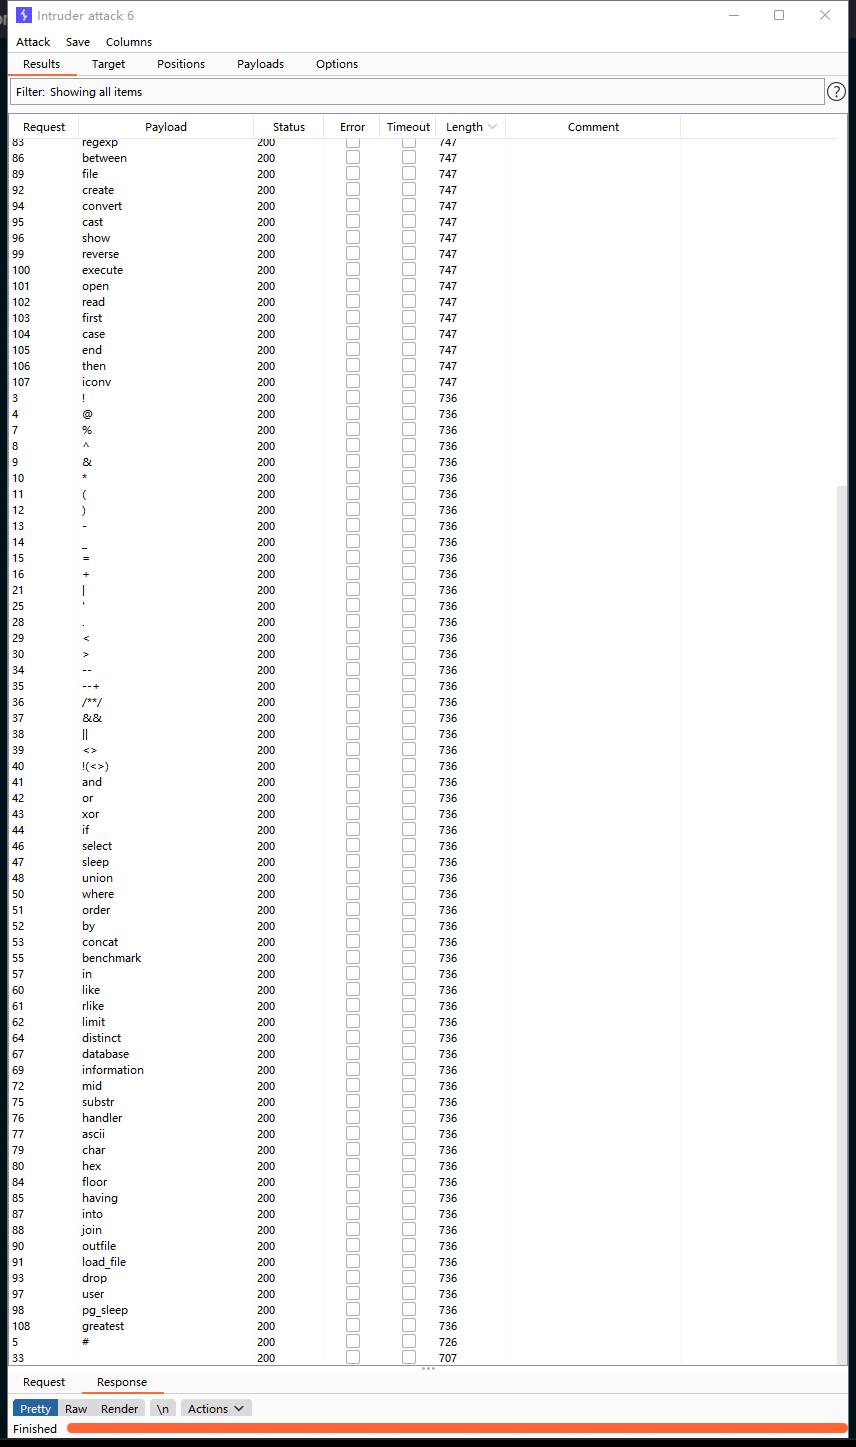 Intruder attack 6
Attack Save Columns
Results Target Positions Payloads Options
Filter: Showing all items
Request Payload Status Error Timeout Length Comment
83 regexp 200 747
86 between 200 747
89 file 200 747
92 create 200 747
94 convert 200 747
95 cast 200 747
96 show 200 747
99 reverse 200 747
100 execute 200 747
101 open 200 747
102 read 200 747
103 first 200 747
104 case 200 747
105 end 200 747
106 then 200 747
107 iconv 200 747
3 ! 200 736
4 @ 200 736
7 % 200 736
8 ^ 200 736
9 & 200 736
10 * 200 736
11 ( 200 736
12 ) 200 736
13 - 200 736
14 _ 200 736
15 = 200 736
16 + 200 736
21 | 200 736
25 ' 200 736
28 . 200 736
29 < 200 736
30 > 200 736
34 -- 200 736
35 --+ 200 736
36 /**/ 200 736
37 && 200 736
38 || 200 736
39 <> 200 736
40 !(<>) 200 736
41 and 200 736
42 or 200 736
43 xor 200 736
44 if 200 736
46 select 200 736
47 sleep 200 736
48 union 200 736
50 where 200 736
51 order 200 736
52 by 200 736
53 concat 200 736
55 benchmark 200 736
57 in 200 736
60 like 200 736
61 rlike 200 736
62 limit 200 736
64 distinct 200 736
67 database 200 736
69 information 200 736
72 mid 200 736
75 substr 200 736
76 handler 200 736
77 ascii 200 736
79 char 200 736
80 hex 200 736
84 floor 200 736
85 having 200 736
87 into 200 736
88 join 200 736
90 outfile 200 736
91 load_file 200 736
93 drop 200 736
97 user 200 736
98 pg_sleep 200 736
108 greatest 200 736
5 # 200 726
33 200 707
Request Response
Pretty Raw Render \n Actions
Finished